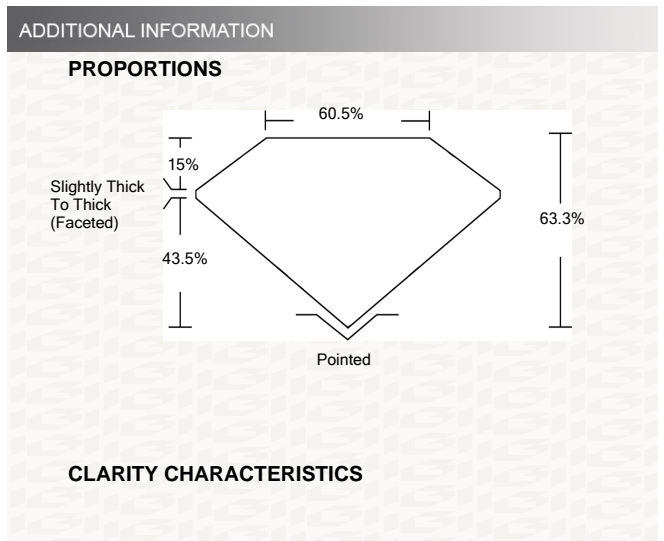 ADDITIONAL INFORMATION
PROPORTIONS
60.5%
15%
Slightly Thick
To Thick
(Faceted)
63.3%
43.5%
Pointed
CLARITY CHARACTERISTICS